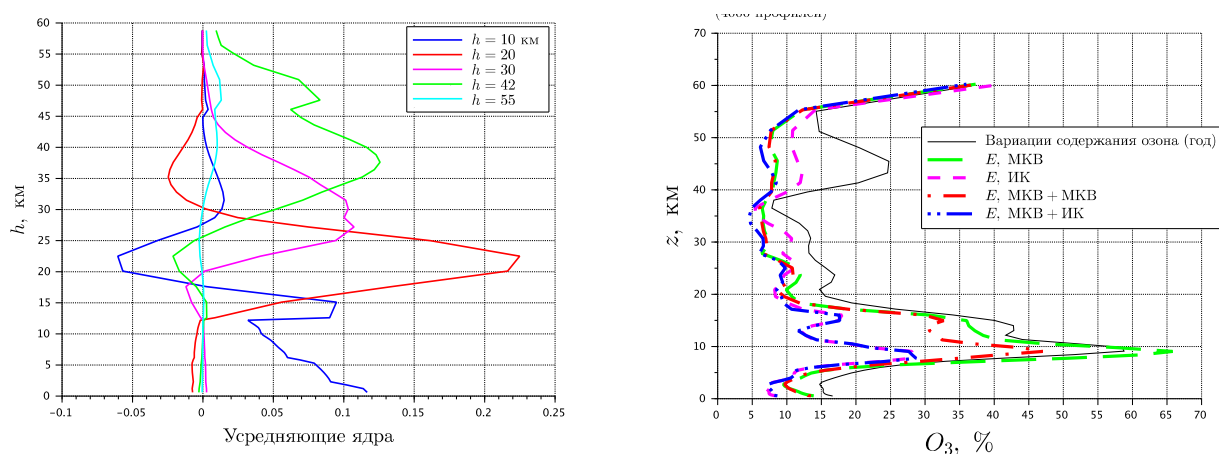 60
55
50
45
40
35
30
25
20
15
10
5
0
h, км
-0.1
-0.05
0
0.05
0.1
0.15
0.2
0.25
Усредняющие ядра
h = 10 км
h = 20
h = 30
h = 42
h = 55
(4000 профилей)
70
60
50
40
30
20
10
0
z, км
0
5
10
15
20
25
30
35
40
45
50
55
60
65
70
O₃, %
Вариации содержания озона (год)
E, МКВ
E, ИК
E, МКВ + МКВ
E, МКВ + ИК